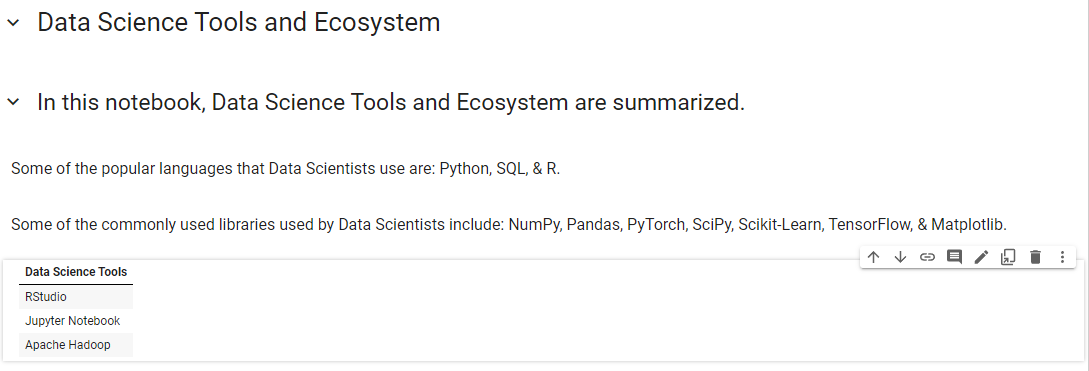 Data Science Tools and Ecosystem
In this notebook, Data Science Tools and Ecosystem are summarized.
Some of the popular languages that Data Scientists use are: Python, SQL, & R.
Some of the commonly used libraries used by Data Scientists include: NumPy, Pandas, PyTorch, SciPy, Scikit-Learn, TensorFlow, & Matplotlib.
Data Science Tools
RStudio
Jupyter Notebook
Apache Hadoop